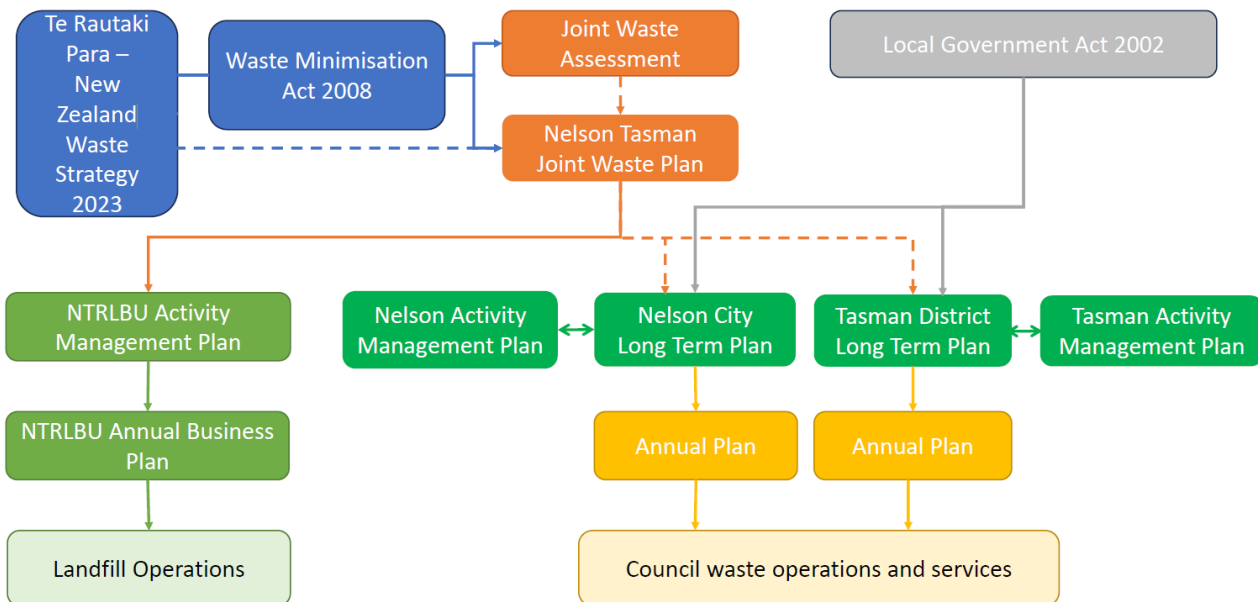 Te Rautaki
Para –
New
Zealand
Waste
Strategy
2023
Waste Minimisation
Act 2008
Joint Waste
Assessment
Local Government Act 2002
Nelson Tasman
Joint Waste Plan
NTRLBU Activity
Management Plan
Nelson Activity
Management Plan
Nelson City
Long Term Plan
Tasman District
Long Term Plan
Tasman Activity
Management Plan
NTRLBU Annual Business
Plan
Annual Plan
Annual Plan
Landfill Operations
Council waste operations and services